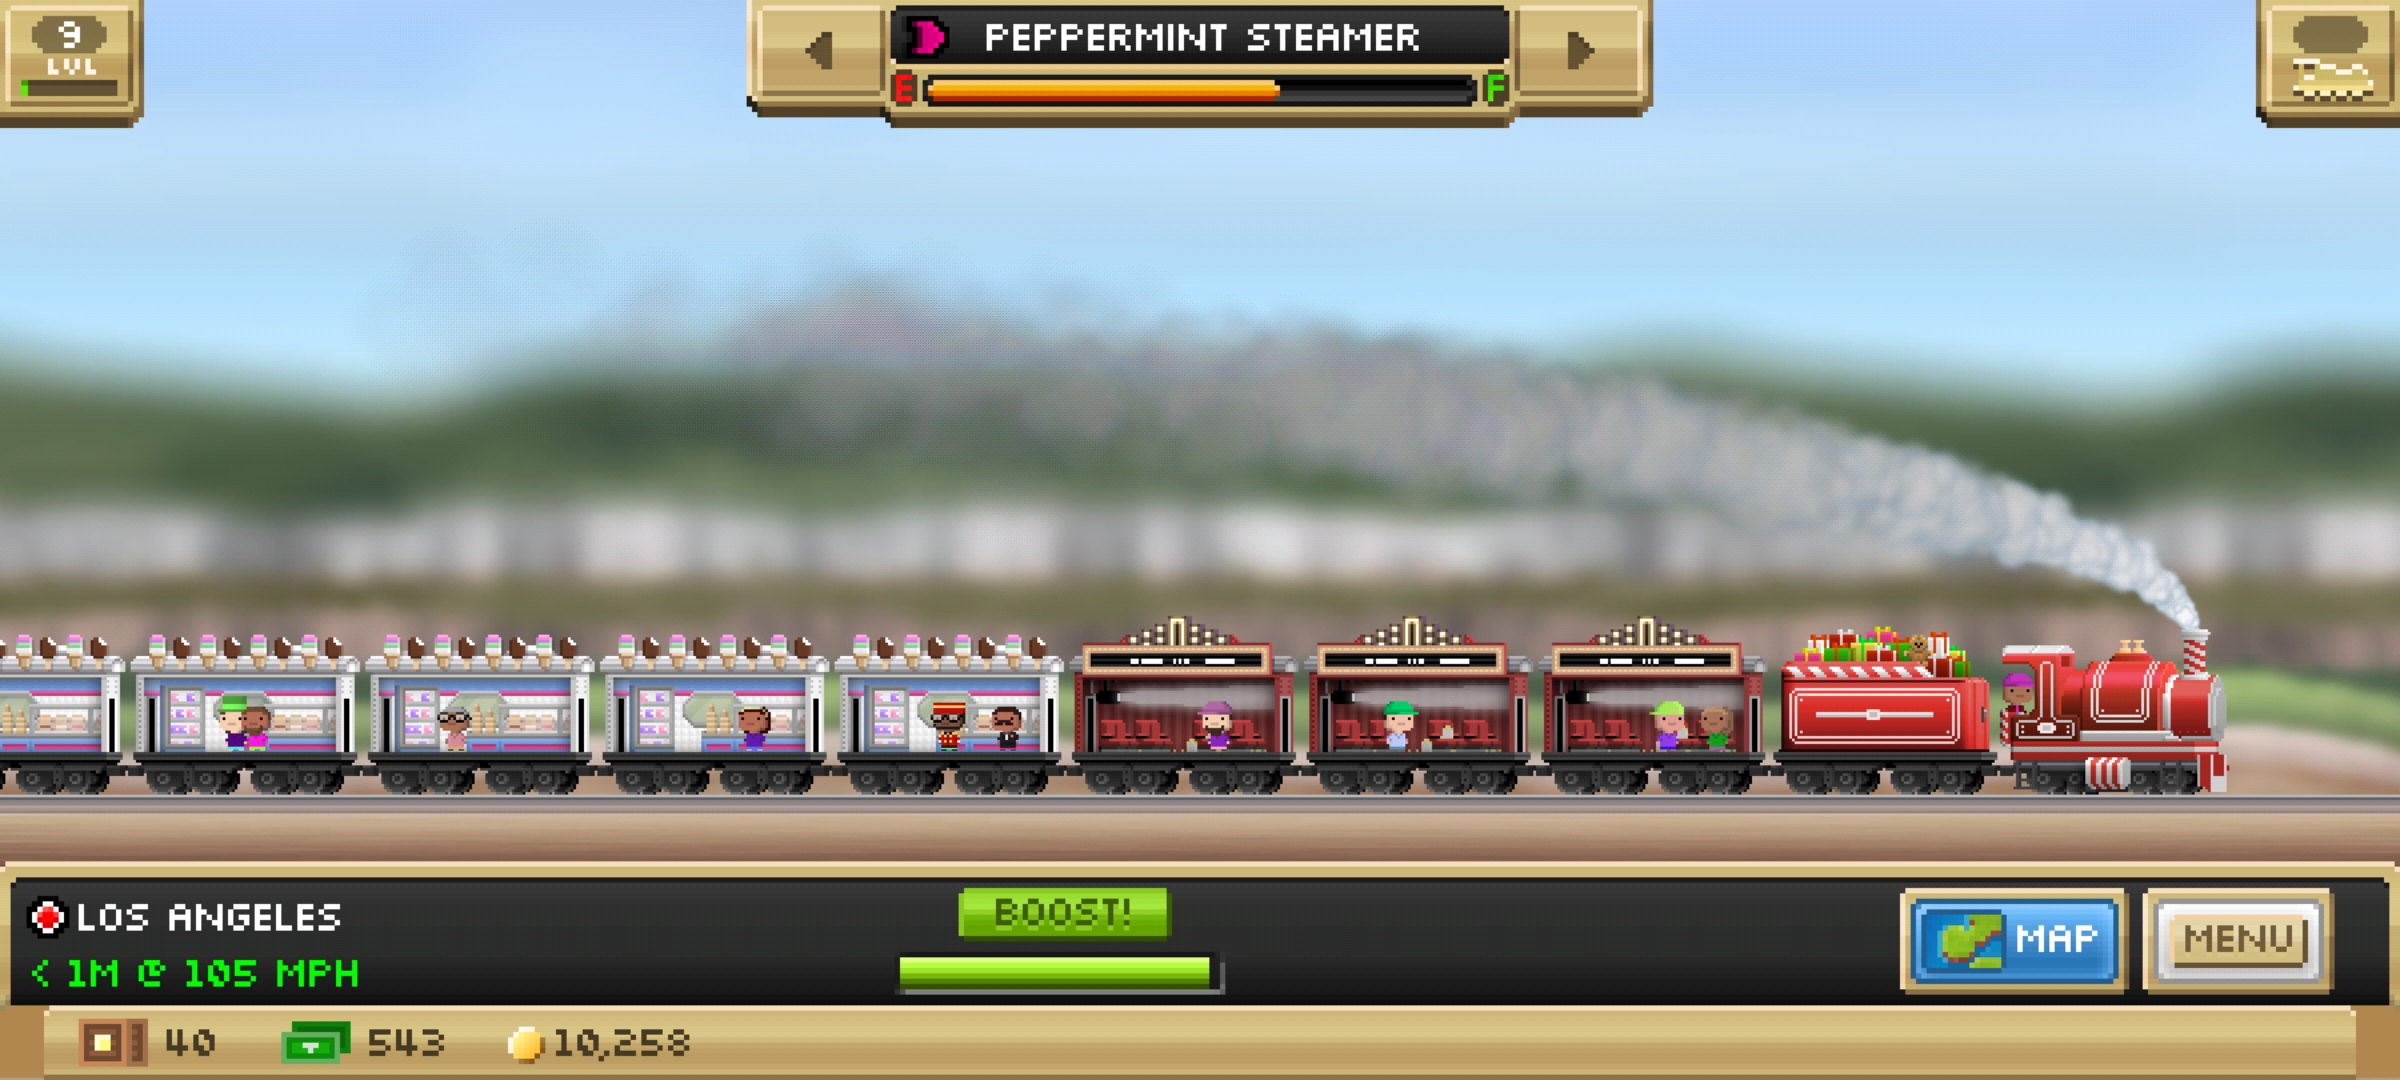 9
LVL
PEPPERMINT STEAMER
E F
LOS ANGELES
< 1M @ 105 MPH
BOOST!
MAP
MENU
40
543
10,258